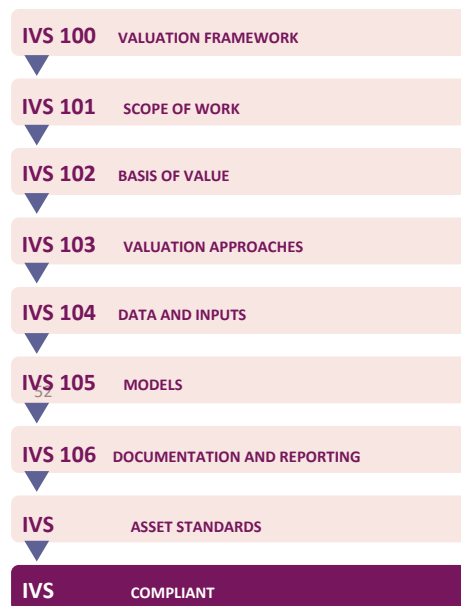 IVS 100 VALUATION FRAMEWORK
IVS 101 SCOPE OF WORK
IVS 102 BASIS OF VALUE
IVS 103 VALUATION APPROACHES
IVS 104 DATA AND INPUTS
IVS 105 MODELS
52
IVS 106 DOCUMENTATION AND REPORTING
IVS ASSET STANDARDS
IVS COMPLIANT